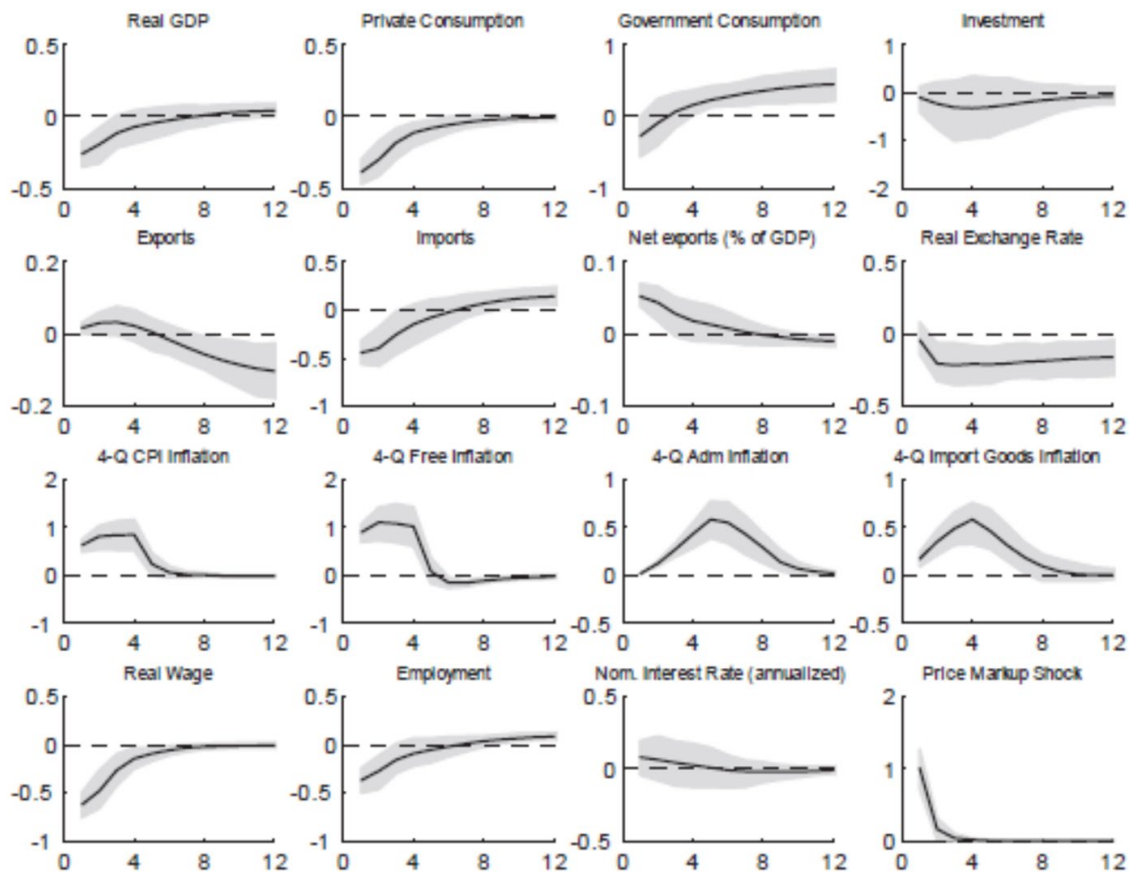 Real GDP Private Consumption Government Consumption Investment
0.5 0.5 1 1
0 0 0 0
-1
-0.5 -0.5 -1 -2
0 4 8 12 0 4 8 12 0 4 8 12 0 4 8 12
Exports Imports Net exports (% of GDP) Real Exchange Rate
0.2 0.5 0.1 0.5
0 0 0 0
-0.5
-0.2 -1 -0.1 -0.5
0 4 8 12 0 4 8 12 0 4 8 12 0 4 8 12
4-Q CPI Inflation 4-Q Free Inflation 4-Q Adm Inflation 4-Q Import Goods Inflation
2 2 1 1
1 1 0.5 0.5
0 0 0 0
-1 -1 -0.5 -0.5
0 4 8 12 0 4 8 12 0 4 8 12 0 4 8 12
Real Wage Employment Nom. Interest Rate (annualized) Price Markup Shock
0.5 0.5 0.5 2
0 0 0 1
-0.5 -0.5
-1 -1 -0.5 0
0 4 8 12 0 4 8 12 0 4 8 12 0 4 8 12